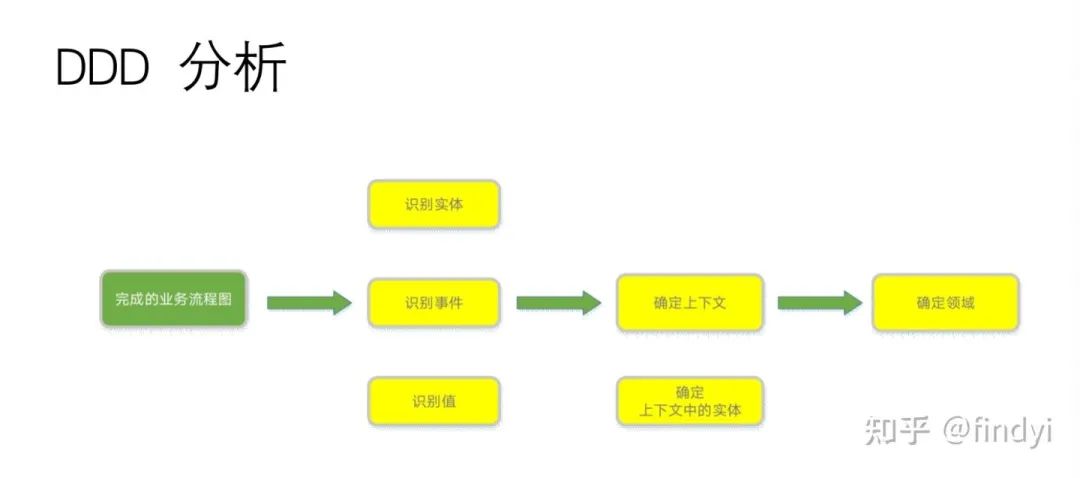 DDD 分析
识别实体
完成的业务流程图
识别事件
确定上下文
确定领域
识别值
确定
上下文中的实体
知乎 @findyi